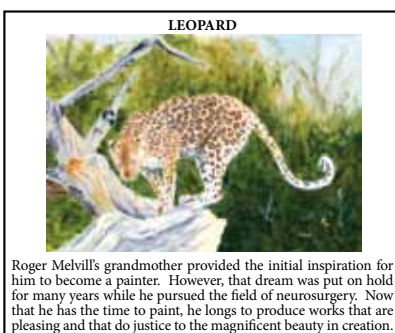 LEOPARD
Roger Melvill's grandmother provided the initial inspiration for
him to become a painter.  However, that dream was put on hold
for many years while he pursued the field of neurosurgery.  Now
that he has the time to paint, he longs to produce works that are
pleasing and that do justice to the magnificent beauty in creation.